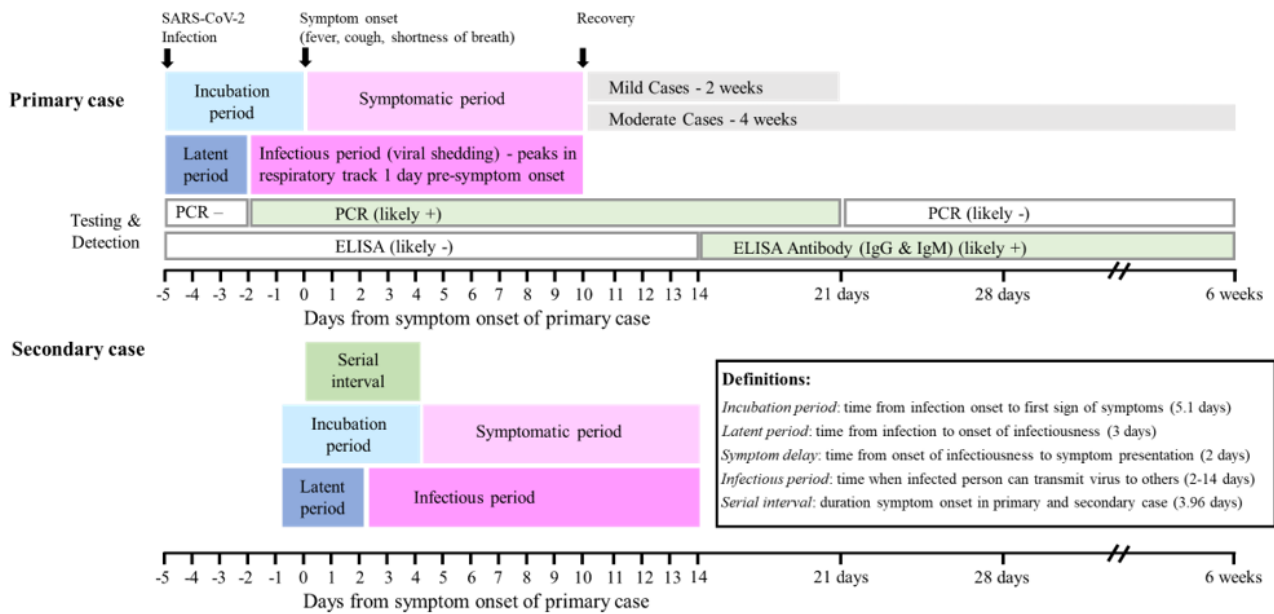 SARS-CoV-2
Infection
Symptom onset
(fever, cough, shortness of breath)
Recovery
Primary case
Incubation
period
Symptomatic period
Mild Cases - 2 weeks
Moderate Cases - 4 weeks
Latent
period
Infectious period (viral shedding) - peaks in
respiratory track 1 day pre-symptom onset
Testing &
Detection
PCR –
PCR (likely +)
PCR (likely -)
ELISA (likely -)
ELISA Antibody (IgG & IgM) (likely +)
-5 -4 -3 -2 -1 0 1 2 3 4 5 6 7 8 9 10 11 12 13 14 21 days 28 days 6 weeks
Days from symptom onset of primary case
Secondary case
Serial
interval
Incubation
period
Symptomatic period
Latent
period
Infectious period
Definitions:
Incubation period: time from infection onset to first sign of symptoms (5.1 days)
Latent period: time from infection to onset of infectiousness (3 days)
Symptom delay: time from onset of infectiousness to symptom presentation (2 days)
Infectious period: time when infected person can transmit virus to others (2-14 days)
Serial interval: duration symptom onset in primary and secondary case (3.96 days)
-5 -4 -3 -2 -1 0 1 2 3 4 5 6 7 8 9 10 11 12 13 14 21 days 28 days 6 weeks
Days from symptom onset of primary case